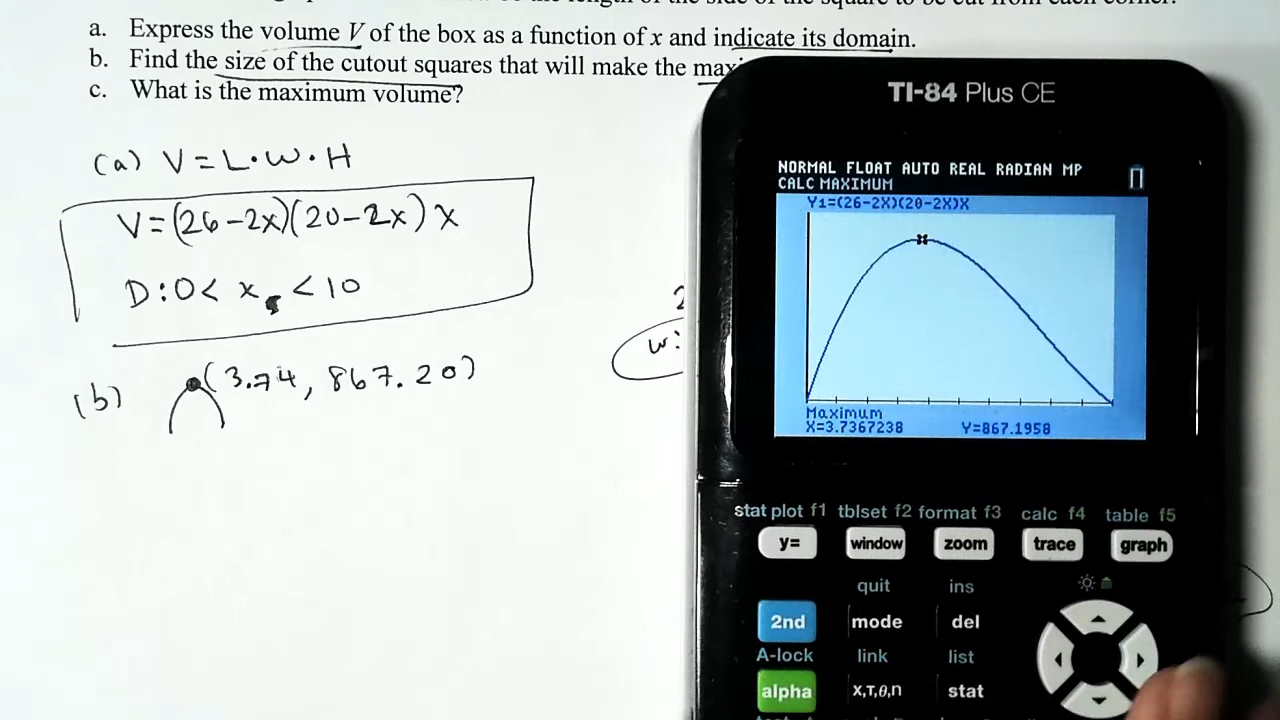 a. Express the volume V of the box as a function of x and indicate its domain.
b. Find the size of the cutout squares that will make the
c. What is the maximum volume?
(a) V = L·W·H
V=(26-2x)(20-2x)x
D: 0< x <10
(b) (3.74, 867.20)
w:
TI-84 Plus CE
NORMAL FLOAT AUTO REAL RADIAN MP
CALC MAXIMUM
Y1=(26-2X)(20-2X)X
Maximum
X=3.7367238 Y=867.1958
stat plot f1 tblset f2 format f3 calc f4 table f5
y= window zoom trace graph
quit ins
2nd mode del
A-lock link list
alpha X,T,θ,n stat